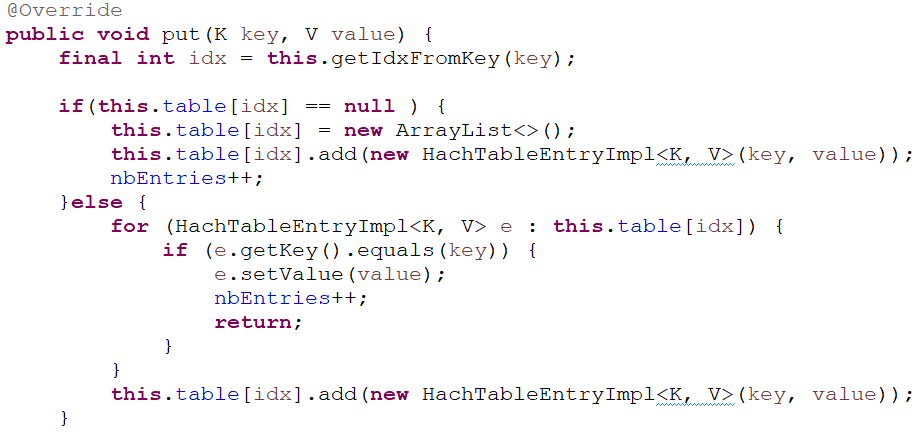 @Override
public void put(K key, V value) {
    final int idx = this.getIdxFromKey(key);

    if(this.table[idx] == null ) {
        this.table[idx] = new ArrayList<>();
        this.table[idx].add(new HachTableEntryImpl<K, V>(key, value));
        nbEntries++;
    }else {
        for (HachTableEntryImpl<K, V> e : this.table[idx]) {
            if (e.getKey().equals(key)) {
                e.setValue(value);
                nbEntries++;
                return;
            }
        }
        this.table[idx].add(new HachTableEntryImpl<K, V>(key, value));
    }